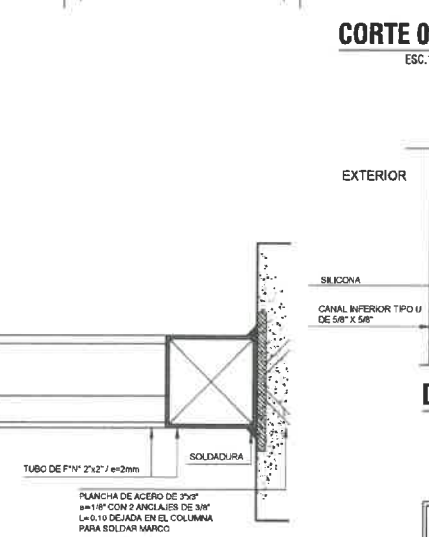 CORTE 0
ESC.
EXTERIOR
SILICONA
CANAL INFERIOR TIPO U
DE 5/8" X 5/8"
SOLDADURA
TUBO DE F°N° 2"x2" / e=2mm
PLANCHA DE ACERO DE 3"x3"
e=1/8" CON 2 ANCLAJES DE 3/8"
L=0.10 DEJADA EN EL COLUMNA
PARA SOLDAR MARCO